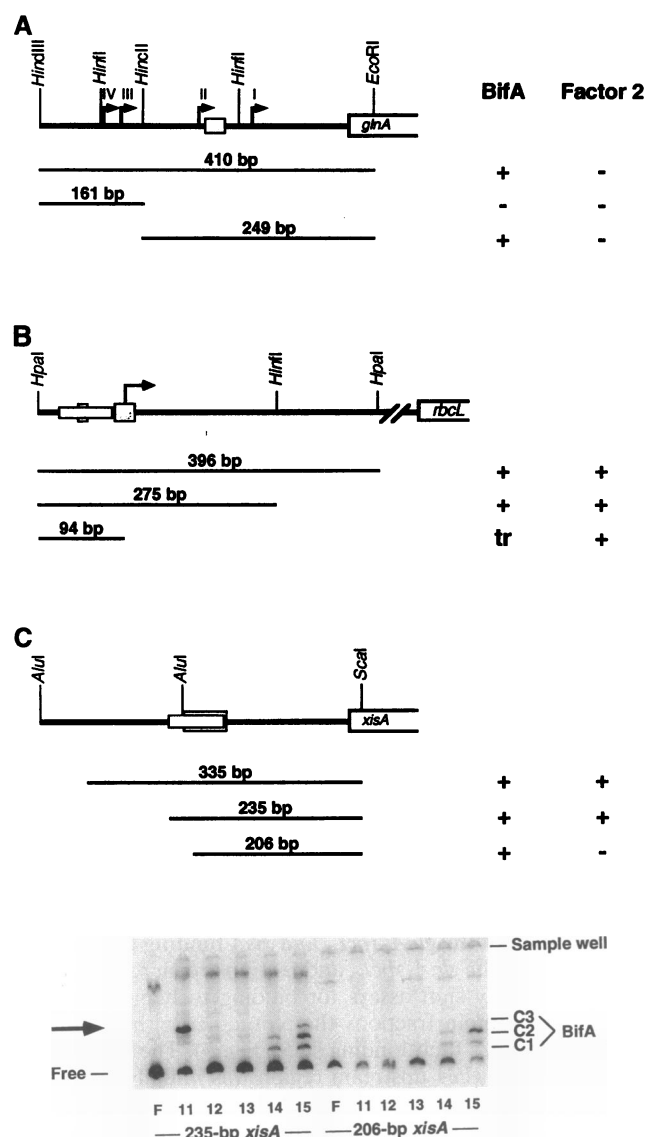 A
HindIII
HinfI
HincII
HinfI
EcoRI
BifA Factor 2
IV III II I
glnA
410 bp + -
161 bp - -
249 bp + -
B
HpaI
HinfI
HpaI
rbcL
396 bp + +
275 bp + +
94 bp tr +
C
AluI
AluI
ScaI
xisA
335 bp + +
235 bp + +
206 bp + -
Sample well
C3
C2 BifA
C1
Free
F 11 12 13 14 15 F 11 12 13 14 15
235-bp xisA 206-bp xisA